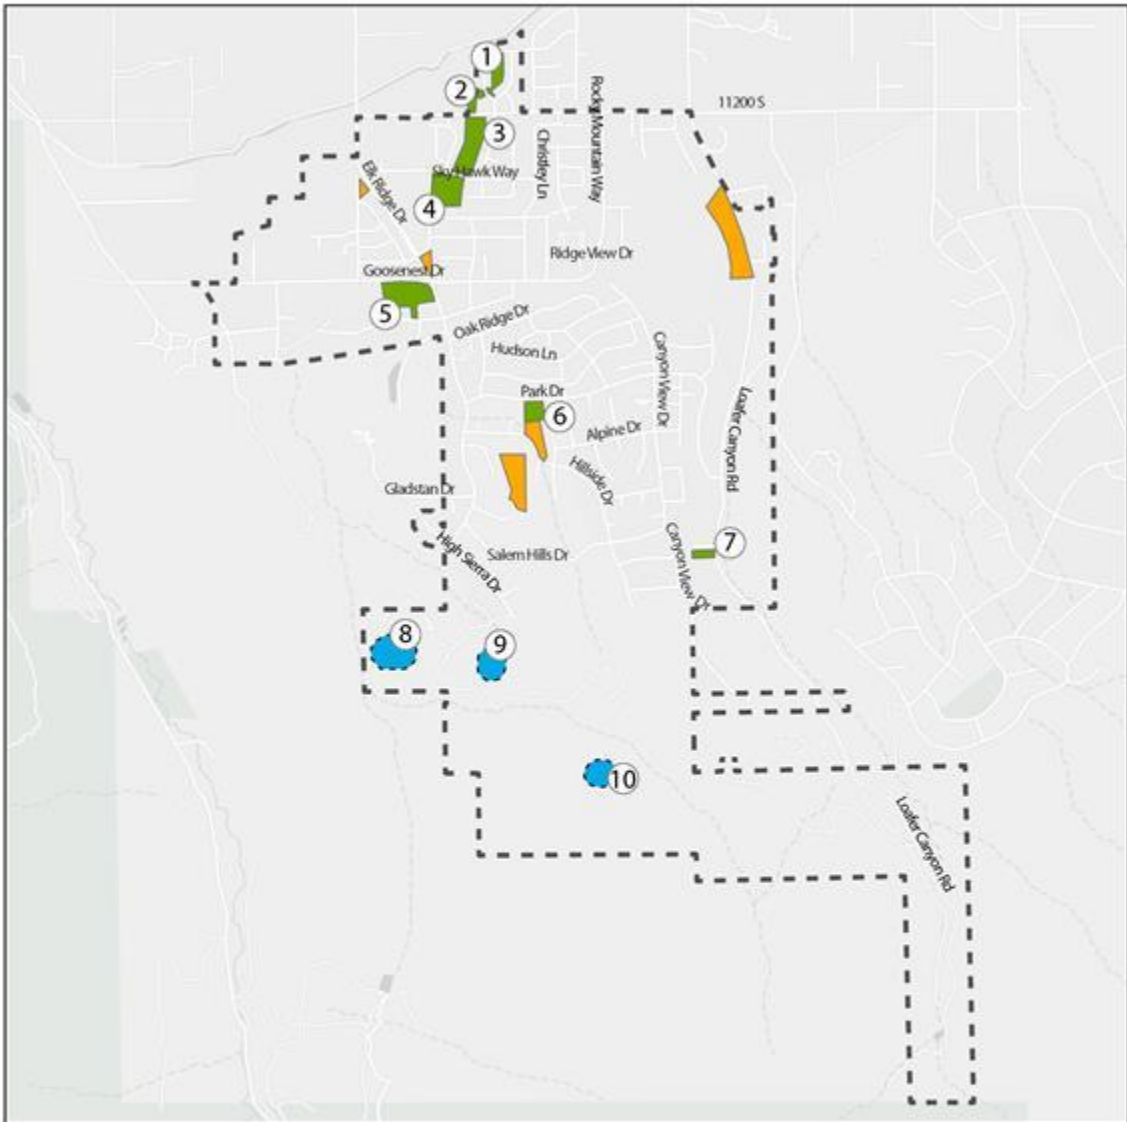 1
2
Rocky Mountain Way
11200 S
3
Christley Ln
Elk Ridge Dr
Sky Hawk Way
4
Ridge View Dr
Goosenest Dr
5
Oak Ridge Dr
Hudson Ln
Canyon View Dr
Park Dr
6
Loafer Canyon Rd
Alpine Dr
Hillside Dr
Gladstan Dr
7
High Sierra Dr
Salem Hills Dr
Canyon View Dr
8
9
10
Loafer Canyon Rd